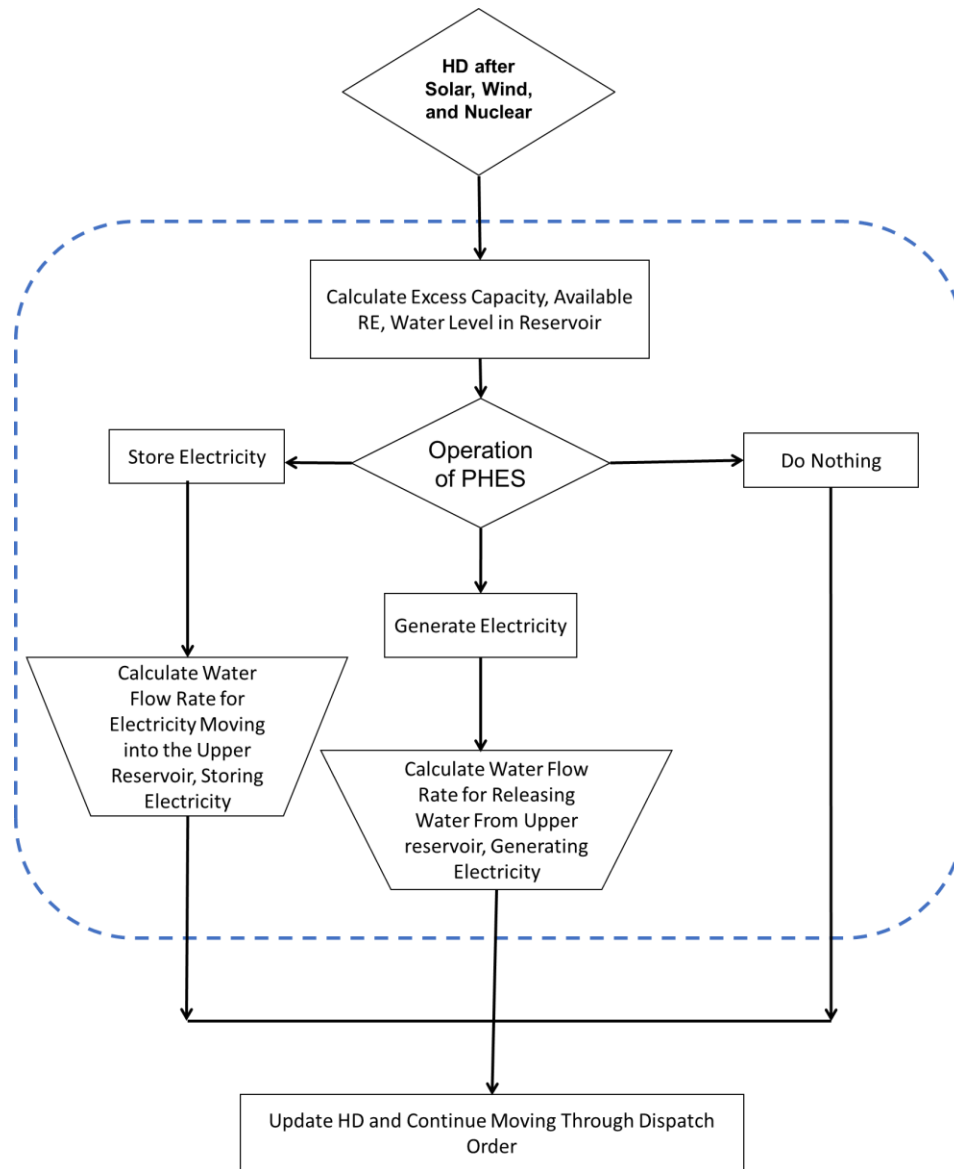 HD after
Solar, Wind,
and Nuclear
Calculate Excess Capacity, Available
RE, Water Level in Reservoir
Store Electricity
Operation
of PHES
Do Nothing
Generate Electricity
Calculate Water
Flow Rate for
Electricity Moving
into the Upper
Reservoir, Storing
Electricity
Calculate Water Flow
Rate for Releasing
Water From Upper
reservoir, Generating
Electricity
Update HD and Continue Moving Through Dispatch
Order